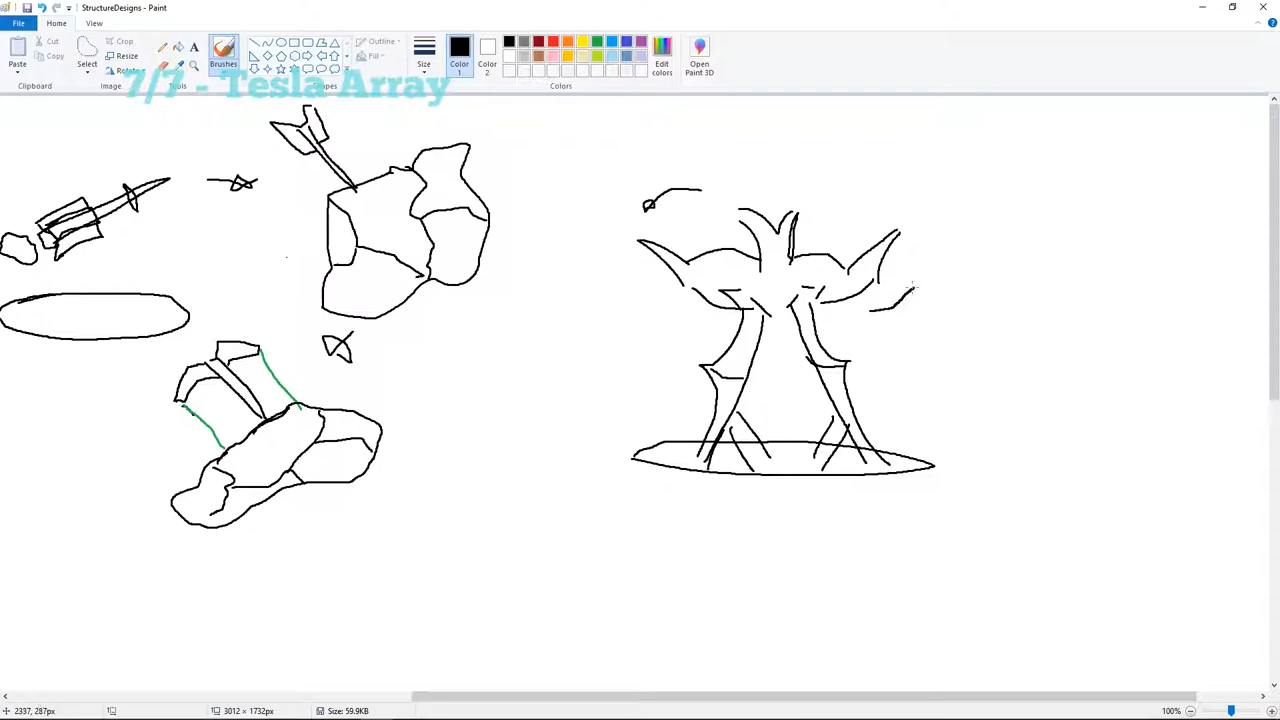 StructureDesigns - Paint
File Home View
Paste
Cut
Copy
Clipboard
Select
Crop
Resize
Rotate
Image
Tools
Brushes
Shapes
Outline
Fill
Size
Color 1
Color 2
Edit colors
Colors
Open Paint 3D
7/7 - Tesla Array
2337, 287px
3012 × 1732px
Size: 59.9KB
100%